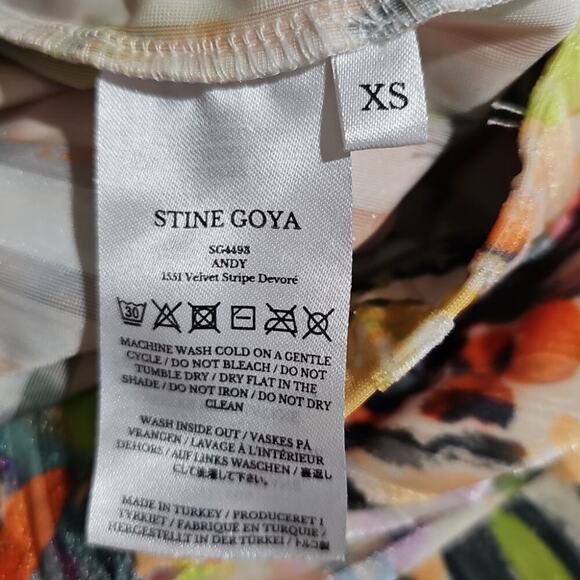 XS
STINE GOYA
SG4493
ANDY
1551 Velvet Stripe Devoré
30
MACHINE WASH COLD ON A GENTLE
CYCLE / DO NOT BLEACH / DO NOT
TUMBLE DRY / DRY FLAT IN THE
SHADE / DO NOT IRON / DO NOT DRY
CLEAN
WASH INSIDE OUT / VASKES PÅ
VRANGEN / LAVAGE À L'INTÉRIEUR
DEHORS / AUF LINKS WASCHEN / 裏返し
にして洗濯して下さい。
MADE IN TURKEY / PRODUCERET I
TYRKIET / FABRIQUÉ EN TURQUIE /
HERGESTELLT IN DER TÜRKEI / トルコ製